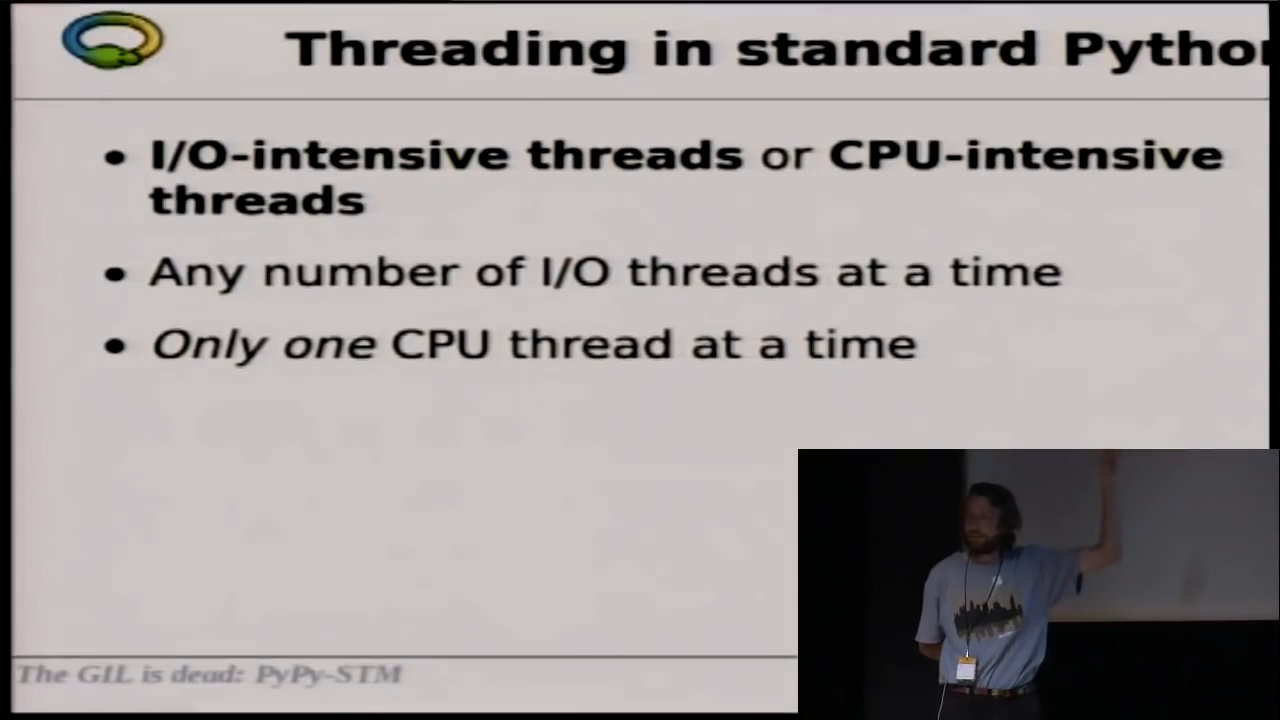 Threading in standard Pytho
• I/O-intensive threads or CPU-intensive
threads
• Any number of I/O threads at a time
• Only one CPU thread at a time
The GIL is dead: PyPy-STM